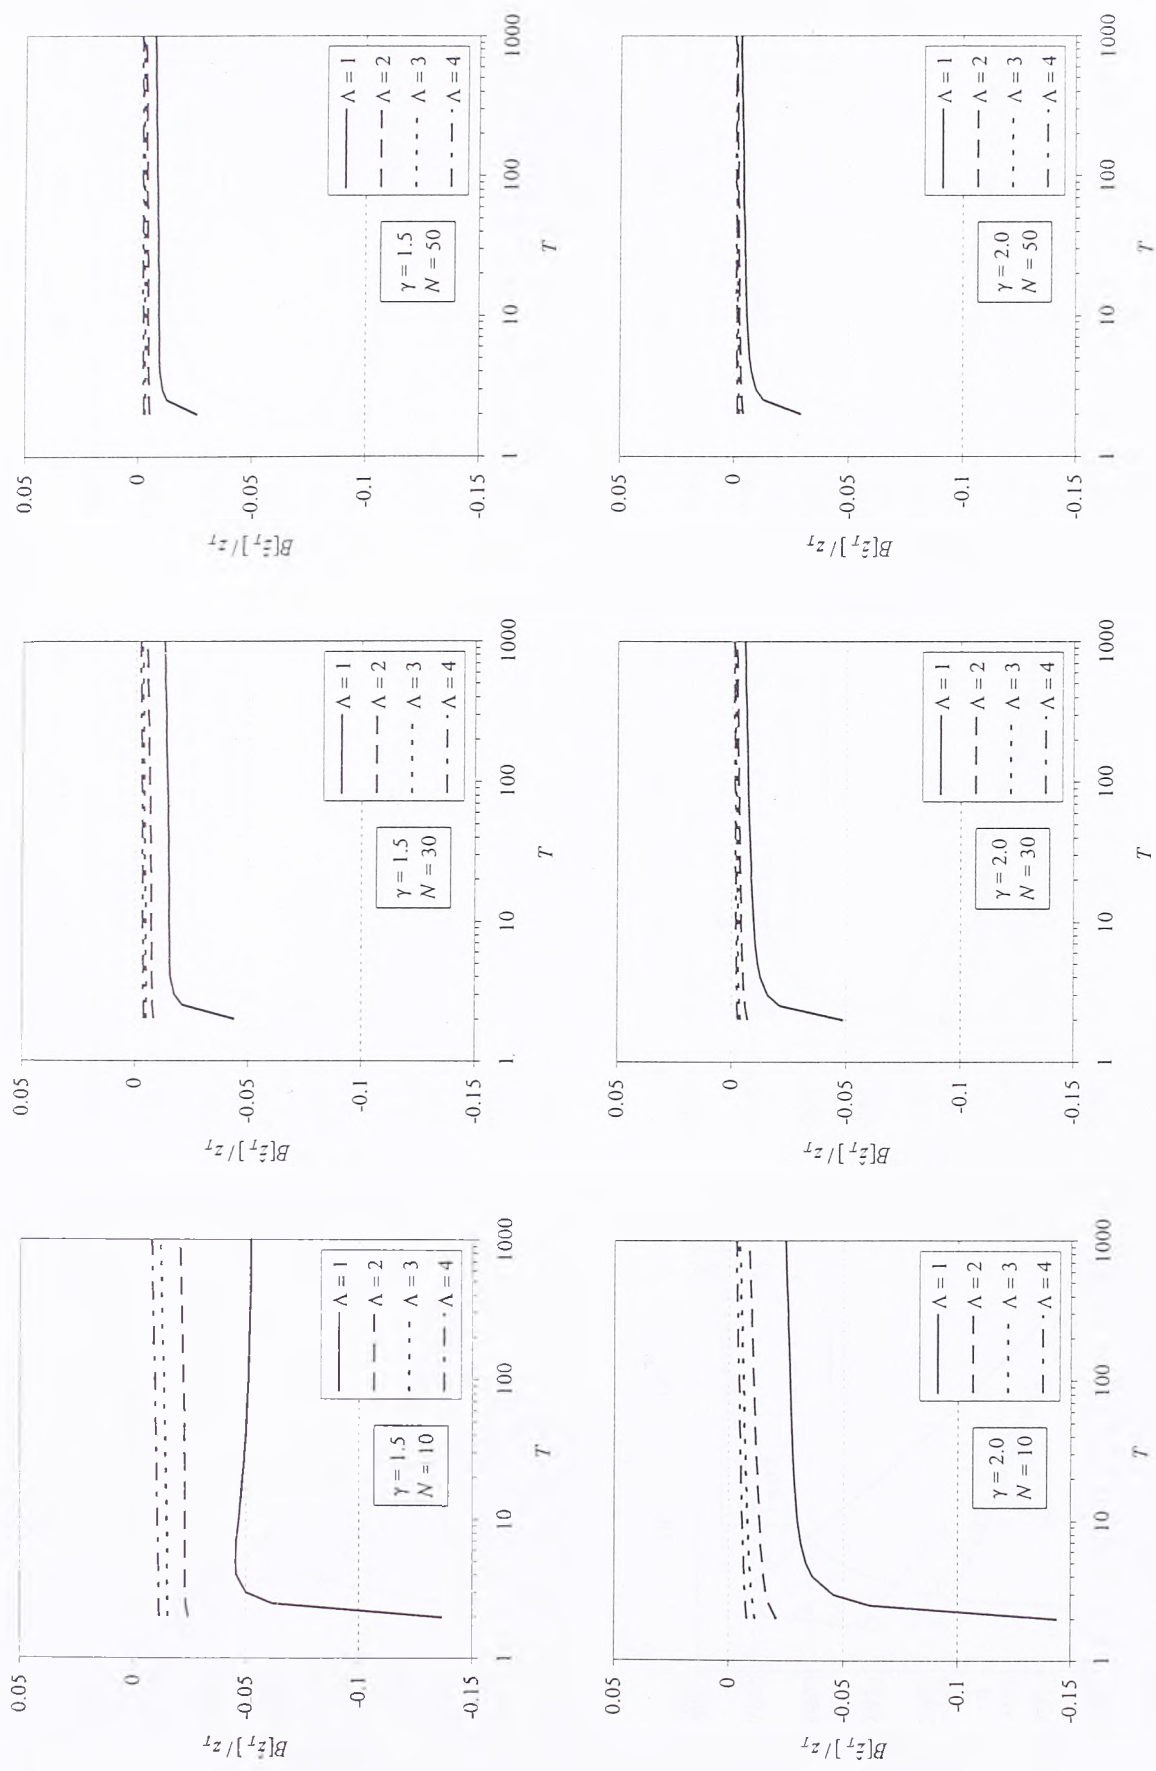 0.05
0
-0.05
-0.1
-0.15
B[ẑ_T]/z_T
1
10
100
1000
T
γ = 1.5
N = 10
Λ = 1
Λ = 2
Λ = 3
Λ = 4
0.05
0
-0.05
-0.1
-0.15
B[ẑ_T]/z_T
1
10
100
1000
T
γ = 1.5
N = 30
Λ = 1
Λ = 2
Λ = 3
Λ = 4
0.05
0
-0.05
-0.1
-0.15
B[ẑ_T]/z_T
1
10
100
1000
T
γ = 1.5
N = 50
Λ = 1
Λ = 2
Λ = 3
Λ = 4
0.05
0
-0.05
-0.1
-0.15
B[ẑ_T]/z_T
1
10
100
1000
T
γ = 2.0
N = 10
Λ = 1
Λ = 2
Λ = 3
Λ = 4
0.05
0
-0.05
-0.1
-0.15
B[ẑ_T]/z_T
1
10
100
1000
T
γ = 2.0
N = 30
Λ = 1
Λ = 2
Λ = 3
Λ = 4
0.05
0
-0.05
-0.1
-0.15
B[ẑ_T]/z_T
1
10
100
1000
T
γ = 2.0
N = 50
Λ = 1
Λ = 2
Λ = 3
Λ = 4